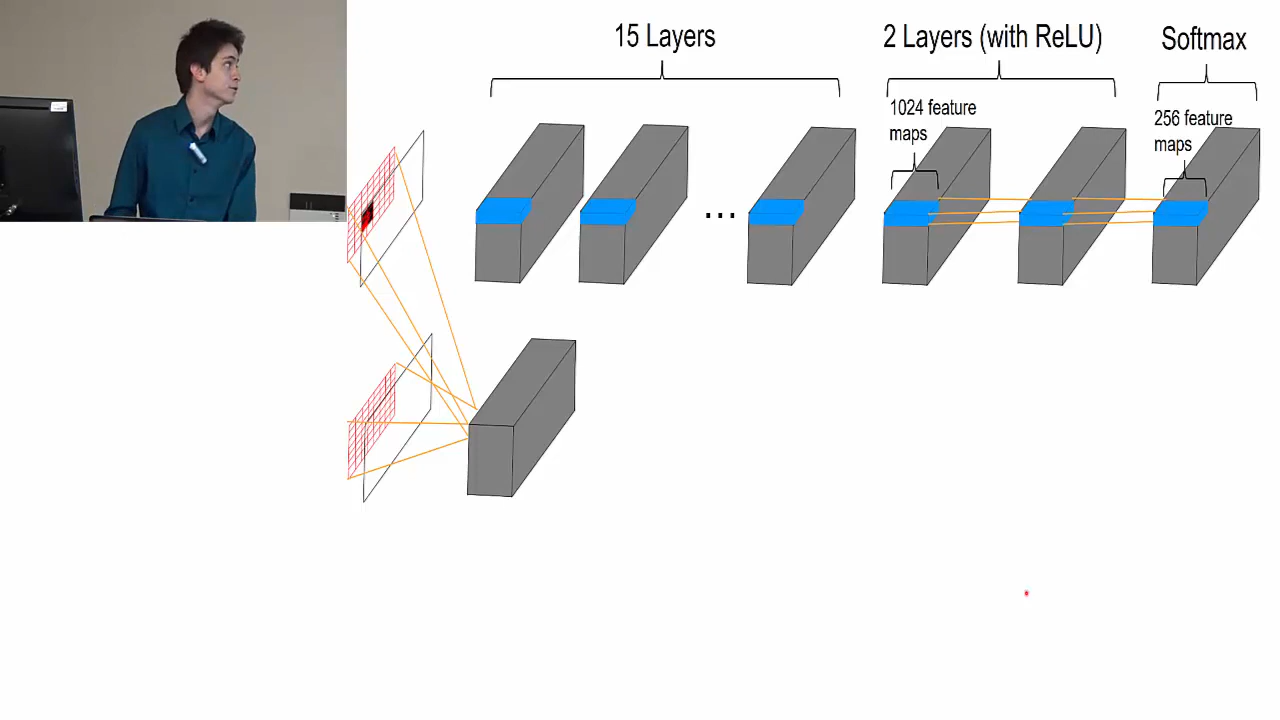 15 Layers
2 Layers (with ReLU)
Softmax
1024 feature
maps
256 feature
maps
...